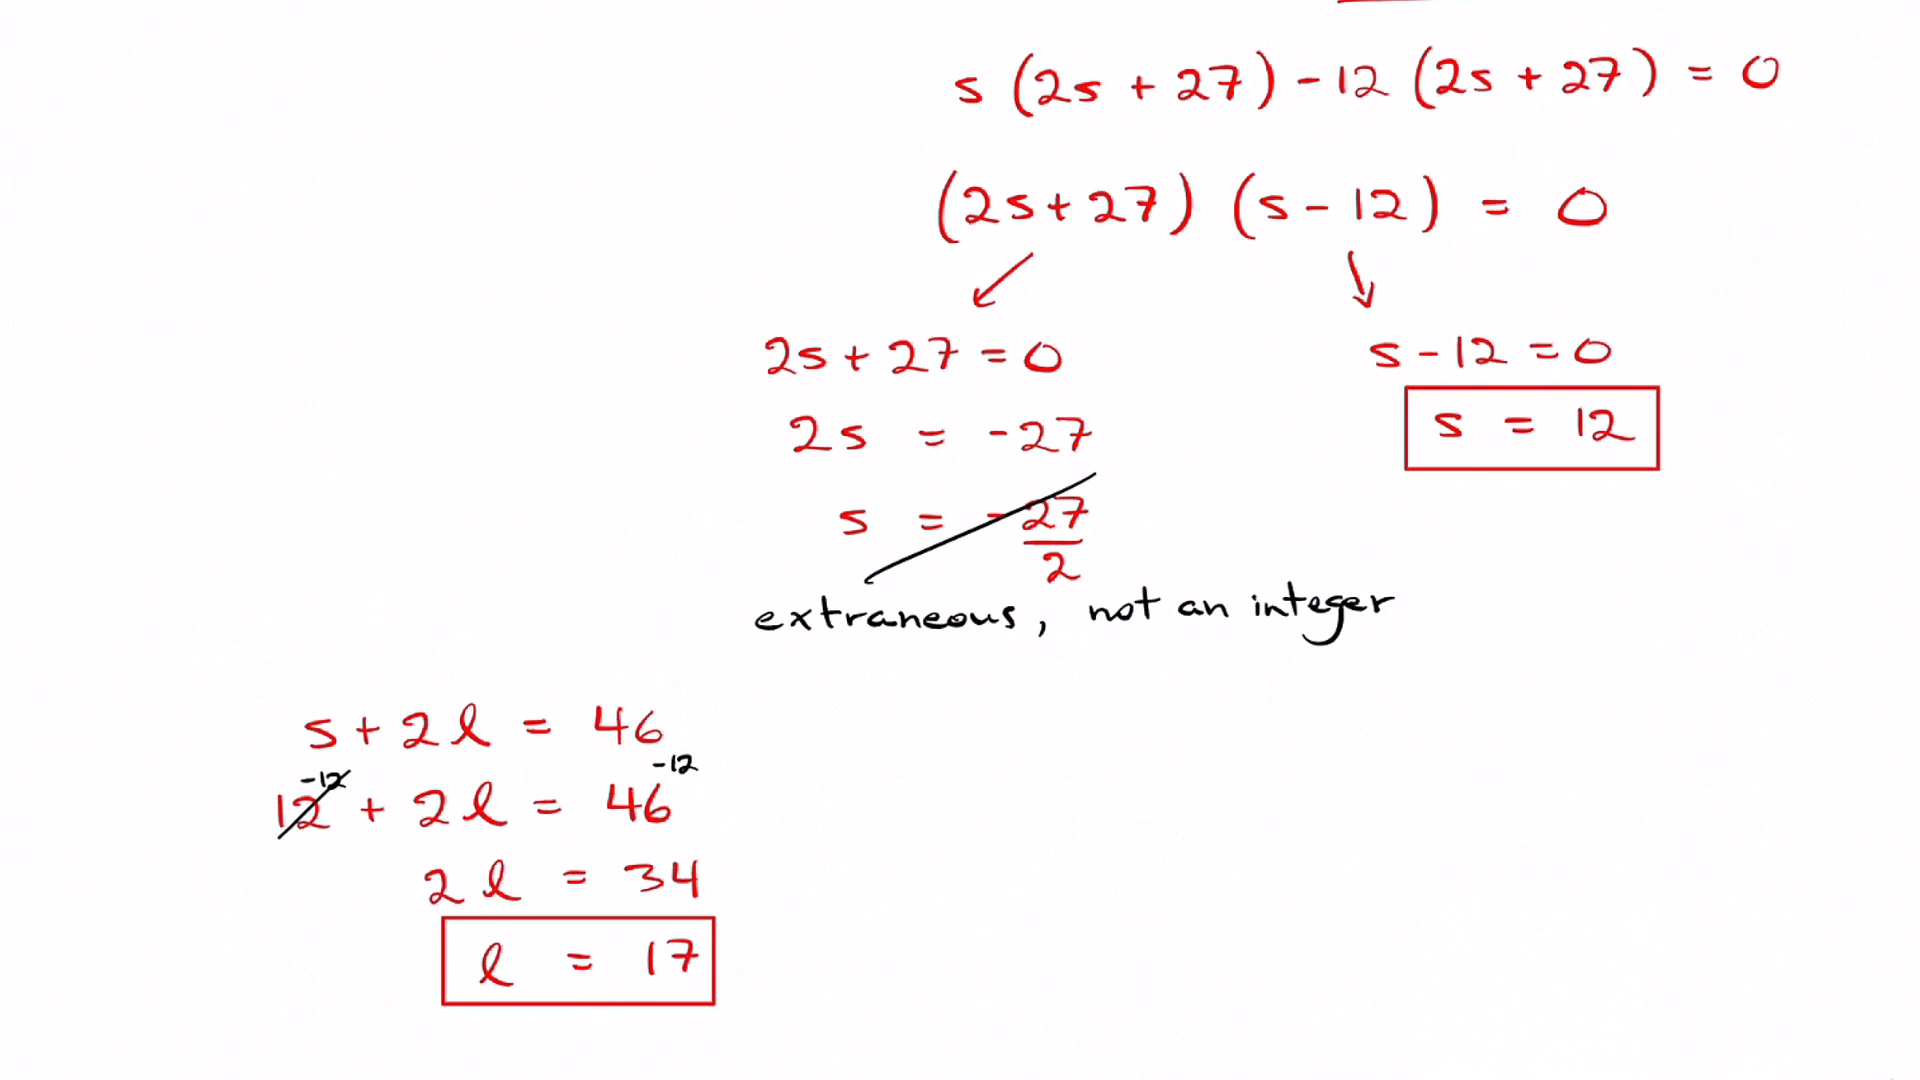 s (2s + 27) - 12 (2s + 27) = 0
(2s + 27) (s - 12) = 0
2s + 27 = 0
s - 12 = 0
2s = -27
s = 12
s = -27/2
extraneous, not an integer
s + 2l = 46
-12 -12
12 + 2l = 46
2l = 34
l = 17